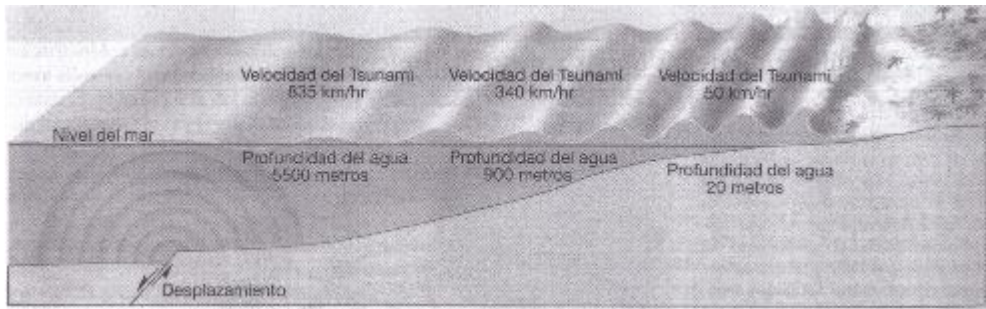 Velocidad del Tsunami
835 km/hr
Velocidad del Tsunami
340 km/hr
Velocidad del Tsunami
50 km/hr
Nivel del mar
Profundidad del agua
5500 metros
Profundidad del agua
900 metros
Profundidad del agua
20 metros
Desplazamiento